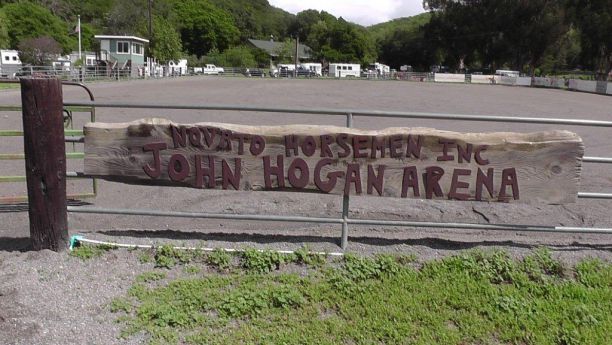 NOVATO HORSEMEN INC
JOHN HOGAN ARENA